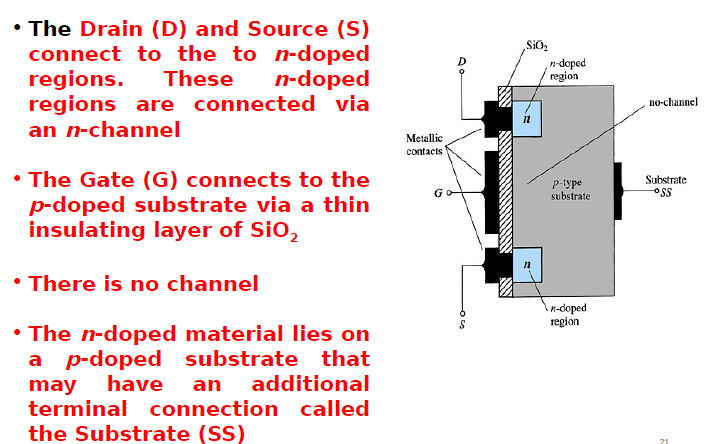 • The Drain (D) and Source (S)
connect to the to n-doped
regions. These n-doped
regions are connected via
an n-channel
• The Gate (G) connects to the
p-doped substrate via a thin
insulating layer of SiO₂
• There is no channel
• The n-doped material lies on
a p-doped substrate that
may have an additional
terminal connection called
the Substrate (SS)
SiO₂
D
n-doped
region
no-channel
n
Metallic
contacts
p-type
substrate
Substrate
SS
G
n
n-doped
region
S
21